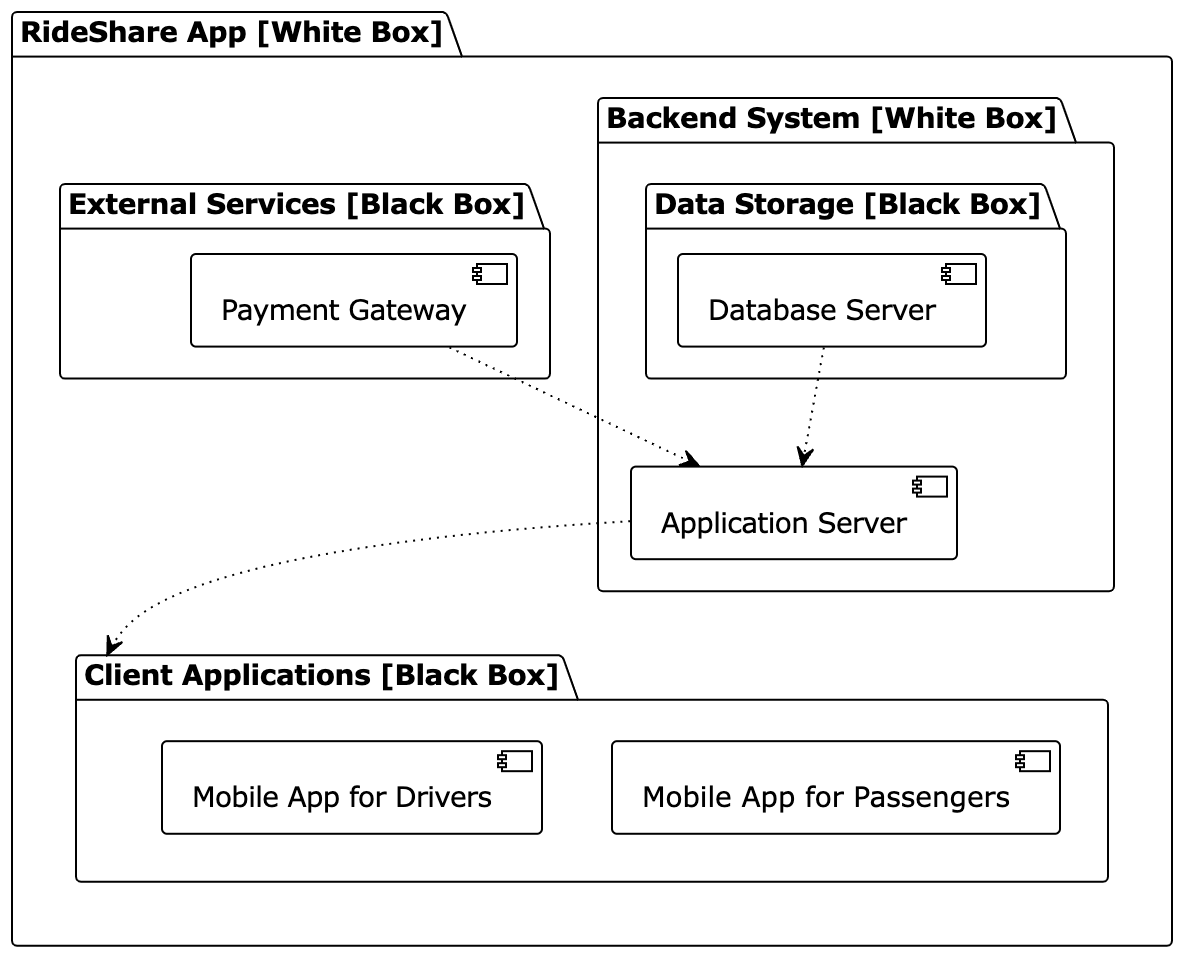 RideShare App [White Box]
Backend System [White Box]
External Services [Black Box]
Data Storage [Black Box]
Payment Gateway
Database Server
Application Server
Client Applications [Black Box]
Mobile App for Drivers
Mobile App for Passengers